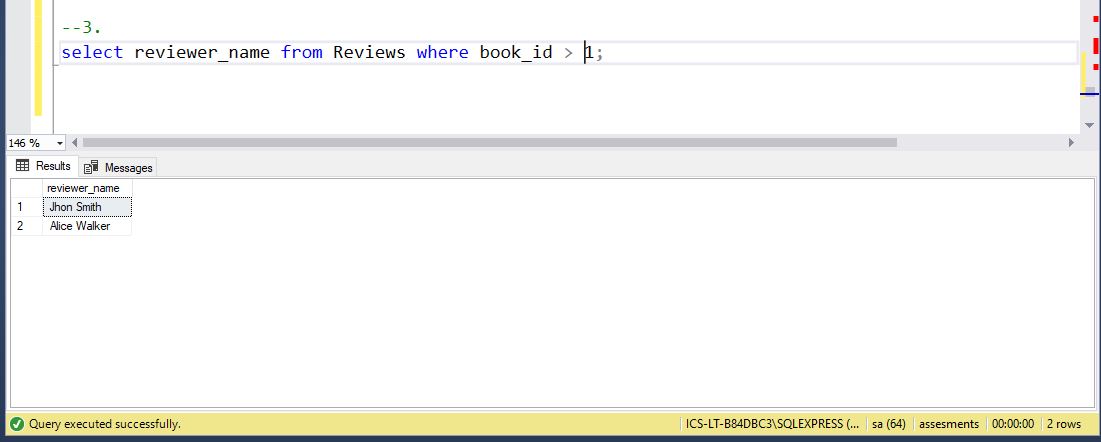 --3.
select reviewer_name from Reviews where book_id > 1;
146 %
Results Messages
reviewer_name
1 Jhon Smith
2 Alice Walker
Query executed successfully. ICS-LT-B84DBC3\SQLEXPRESS (... sa (64) assesments 00:00:00 2 rows